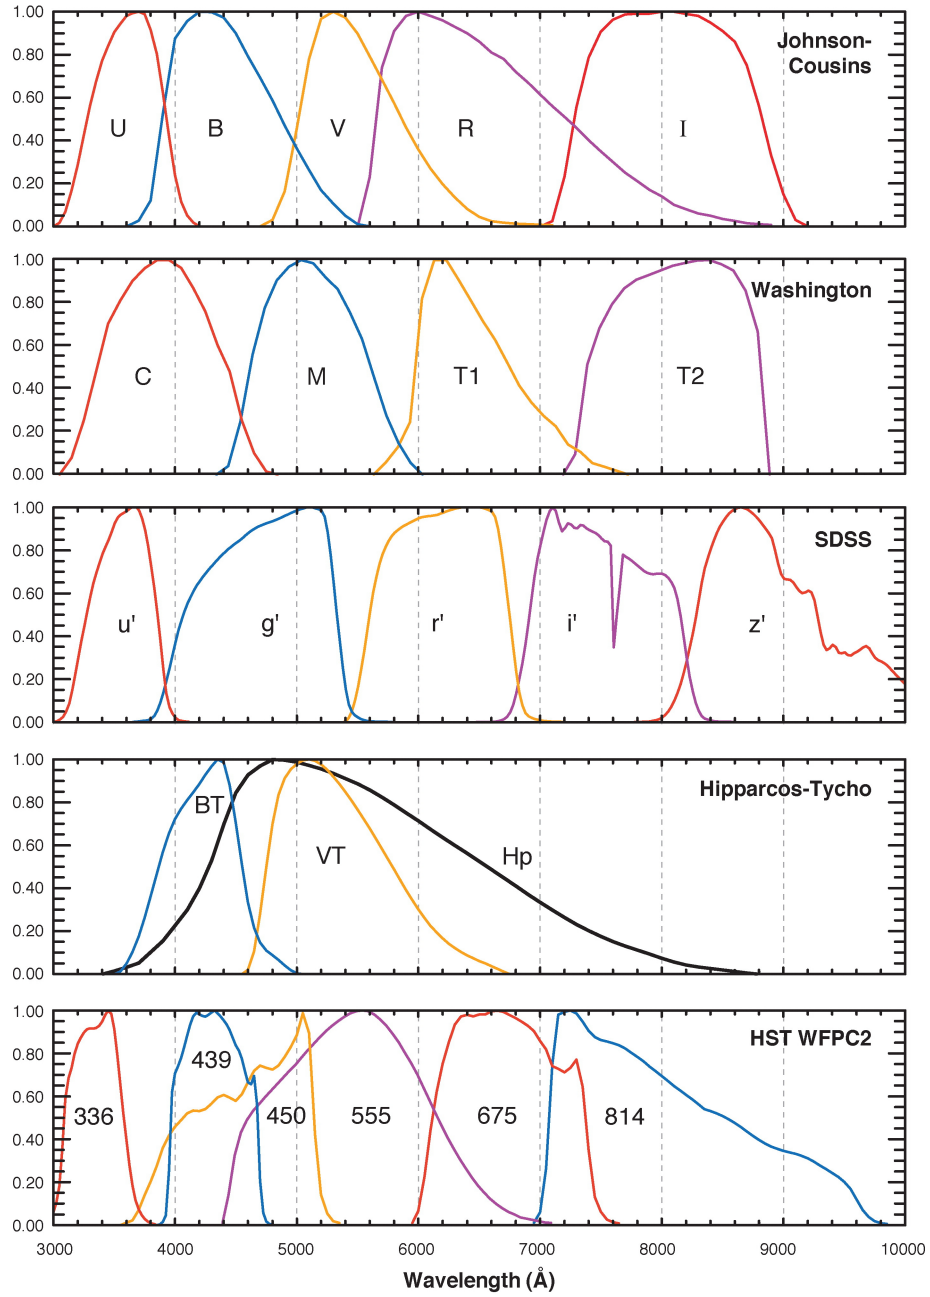 1.00
Johnson-
Cousins
0.80
0.60
U B V R I
0.40
0.20
0.00
1.00
Washington
0.80
0.60
C M T1 T2
0.40
0.20
0.00
1.00
SDSS
0.80
0.60
u' g' r' i' z'
0.40
0.20
0.00
1.00
Hipparcos-Tycho
0.80
BT
0.60
VT Hp
0.40
0.20
0.00
1.00
HST WFPC2
0.80
439
0.60
336 450 555 675 814
0.40
0.20
0.00
3000 4000 5000 6000 7000 8000 9000 10000
Wavelength (Å)